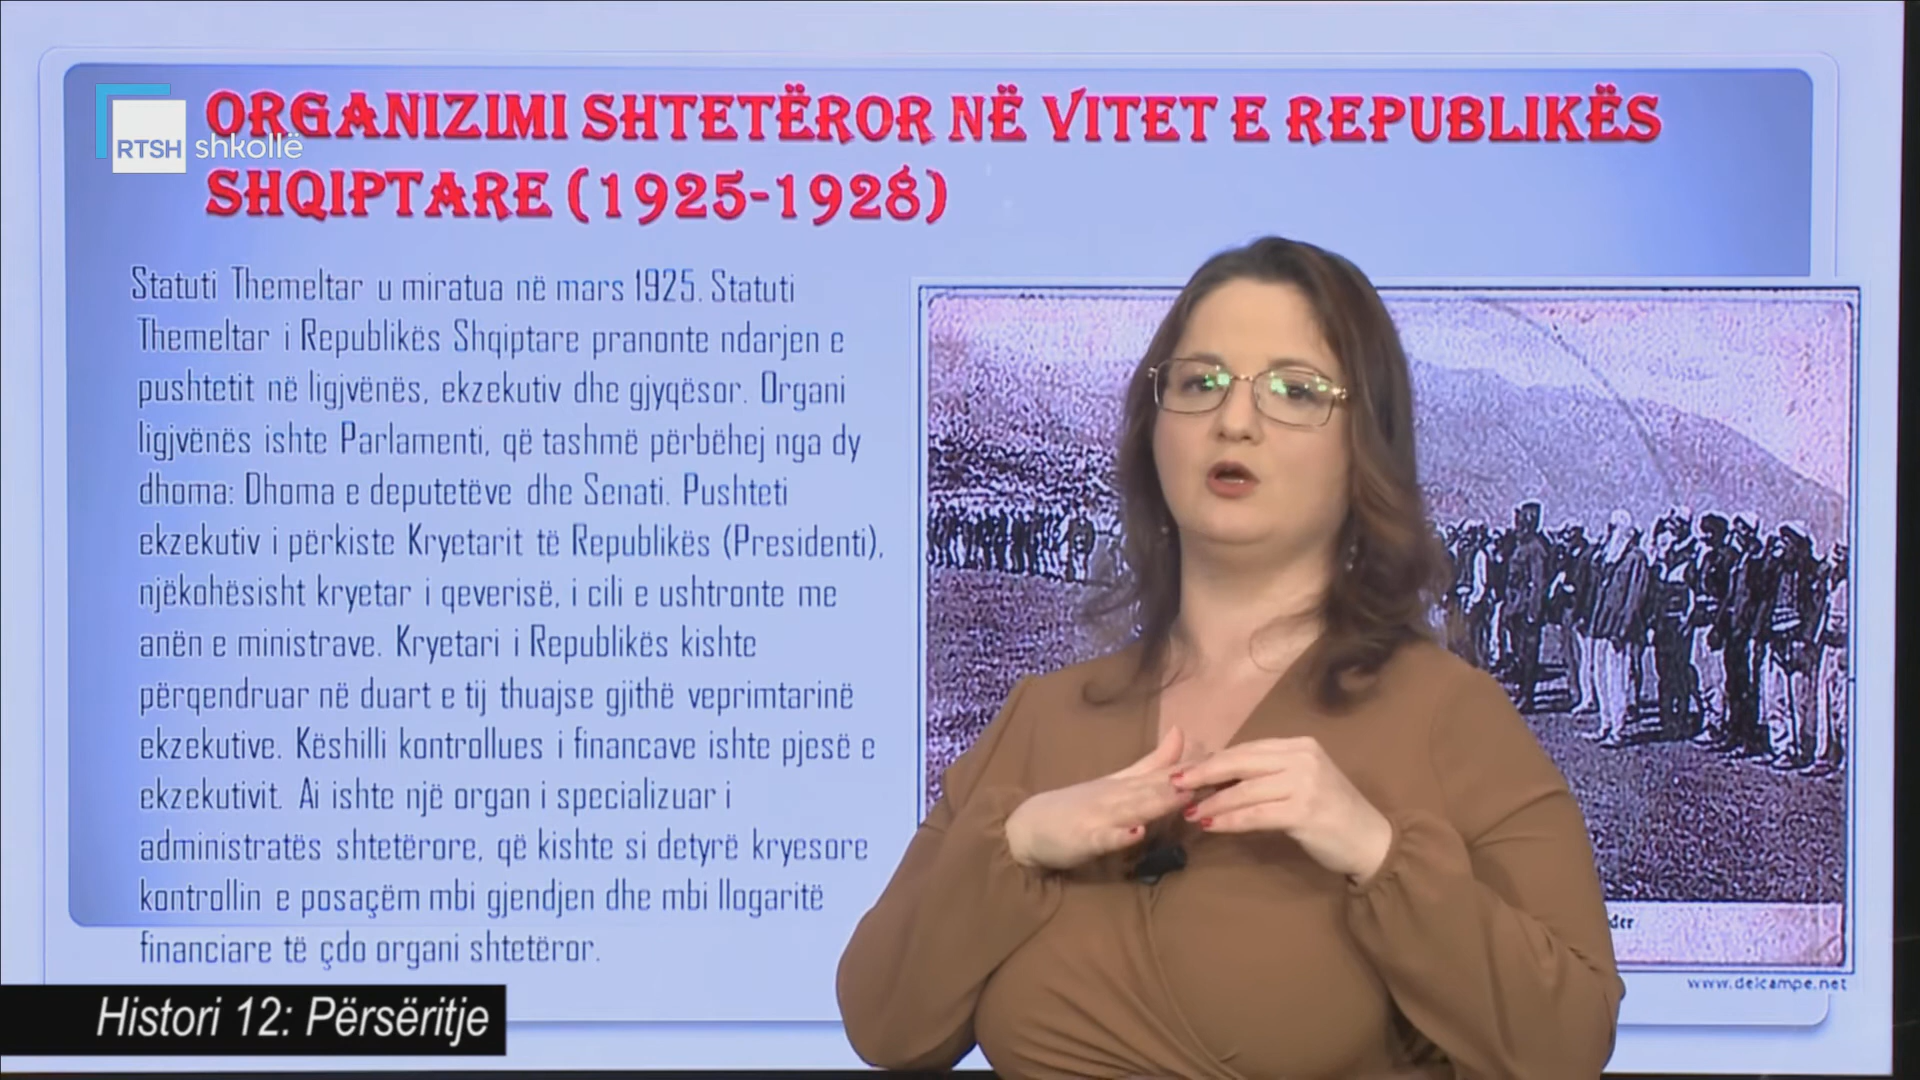 ORGANIZIMI SHTETËROR NË VITET E REPUBLIKËS
SHQIPTARE (1925-1928)
RTSH shkollë
Statuti Themeltar u miratua në mars 1925. Statuti
Themeltar i Republikës Shqiptare pranonte ndarjen e
pushtetit në ligjvënës, ekzekutiv dhe gjyqësor. Organi
ligjvënës ishte Parlamenti, që tashmë përbëhej nga dy
dhoma: Dhoma e deputetëve dhe Senati. Pushteti
ekzekutiv i përkiste Kryetarit të Republikës (Presidenti),
njëkohësisht kryetar i qeverisë, i cili e ushtronte me
anën e ministrave. Kryetari i Republikës kishte
përqendruar në duart e tij thuajse gjithë veprimtarinë
ekzekutive. Këshilli kontrollues i financave ishte pjesë e
ekzekutivit. Ai ishte një organ i specializuar i
administratës shtetërore, që kishte si detyrë kryesore
kontrollin e posaçëm mbi gjendjen dhe mbi llogaritë
financiare të çdo organi shtetëror.
www.delcampe.net
Histori 12: Përsëritje